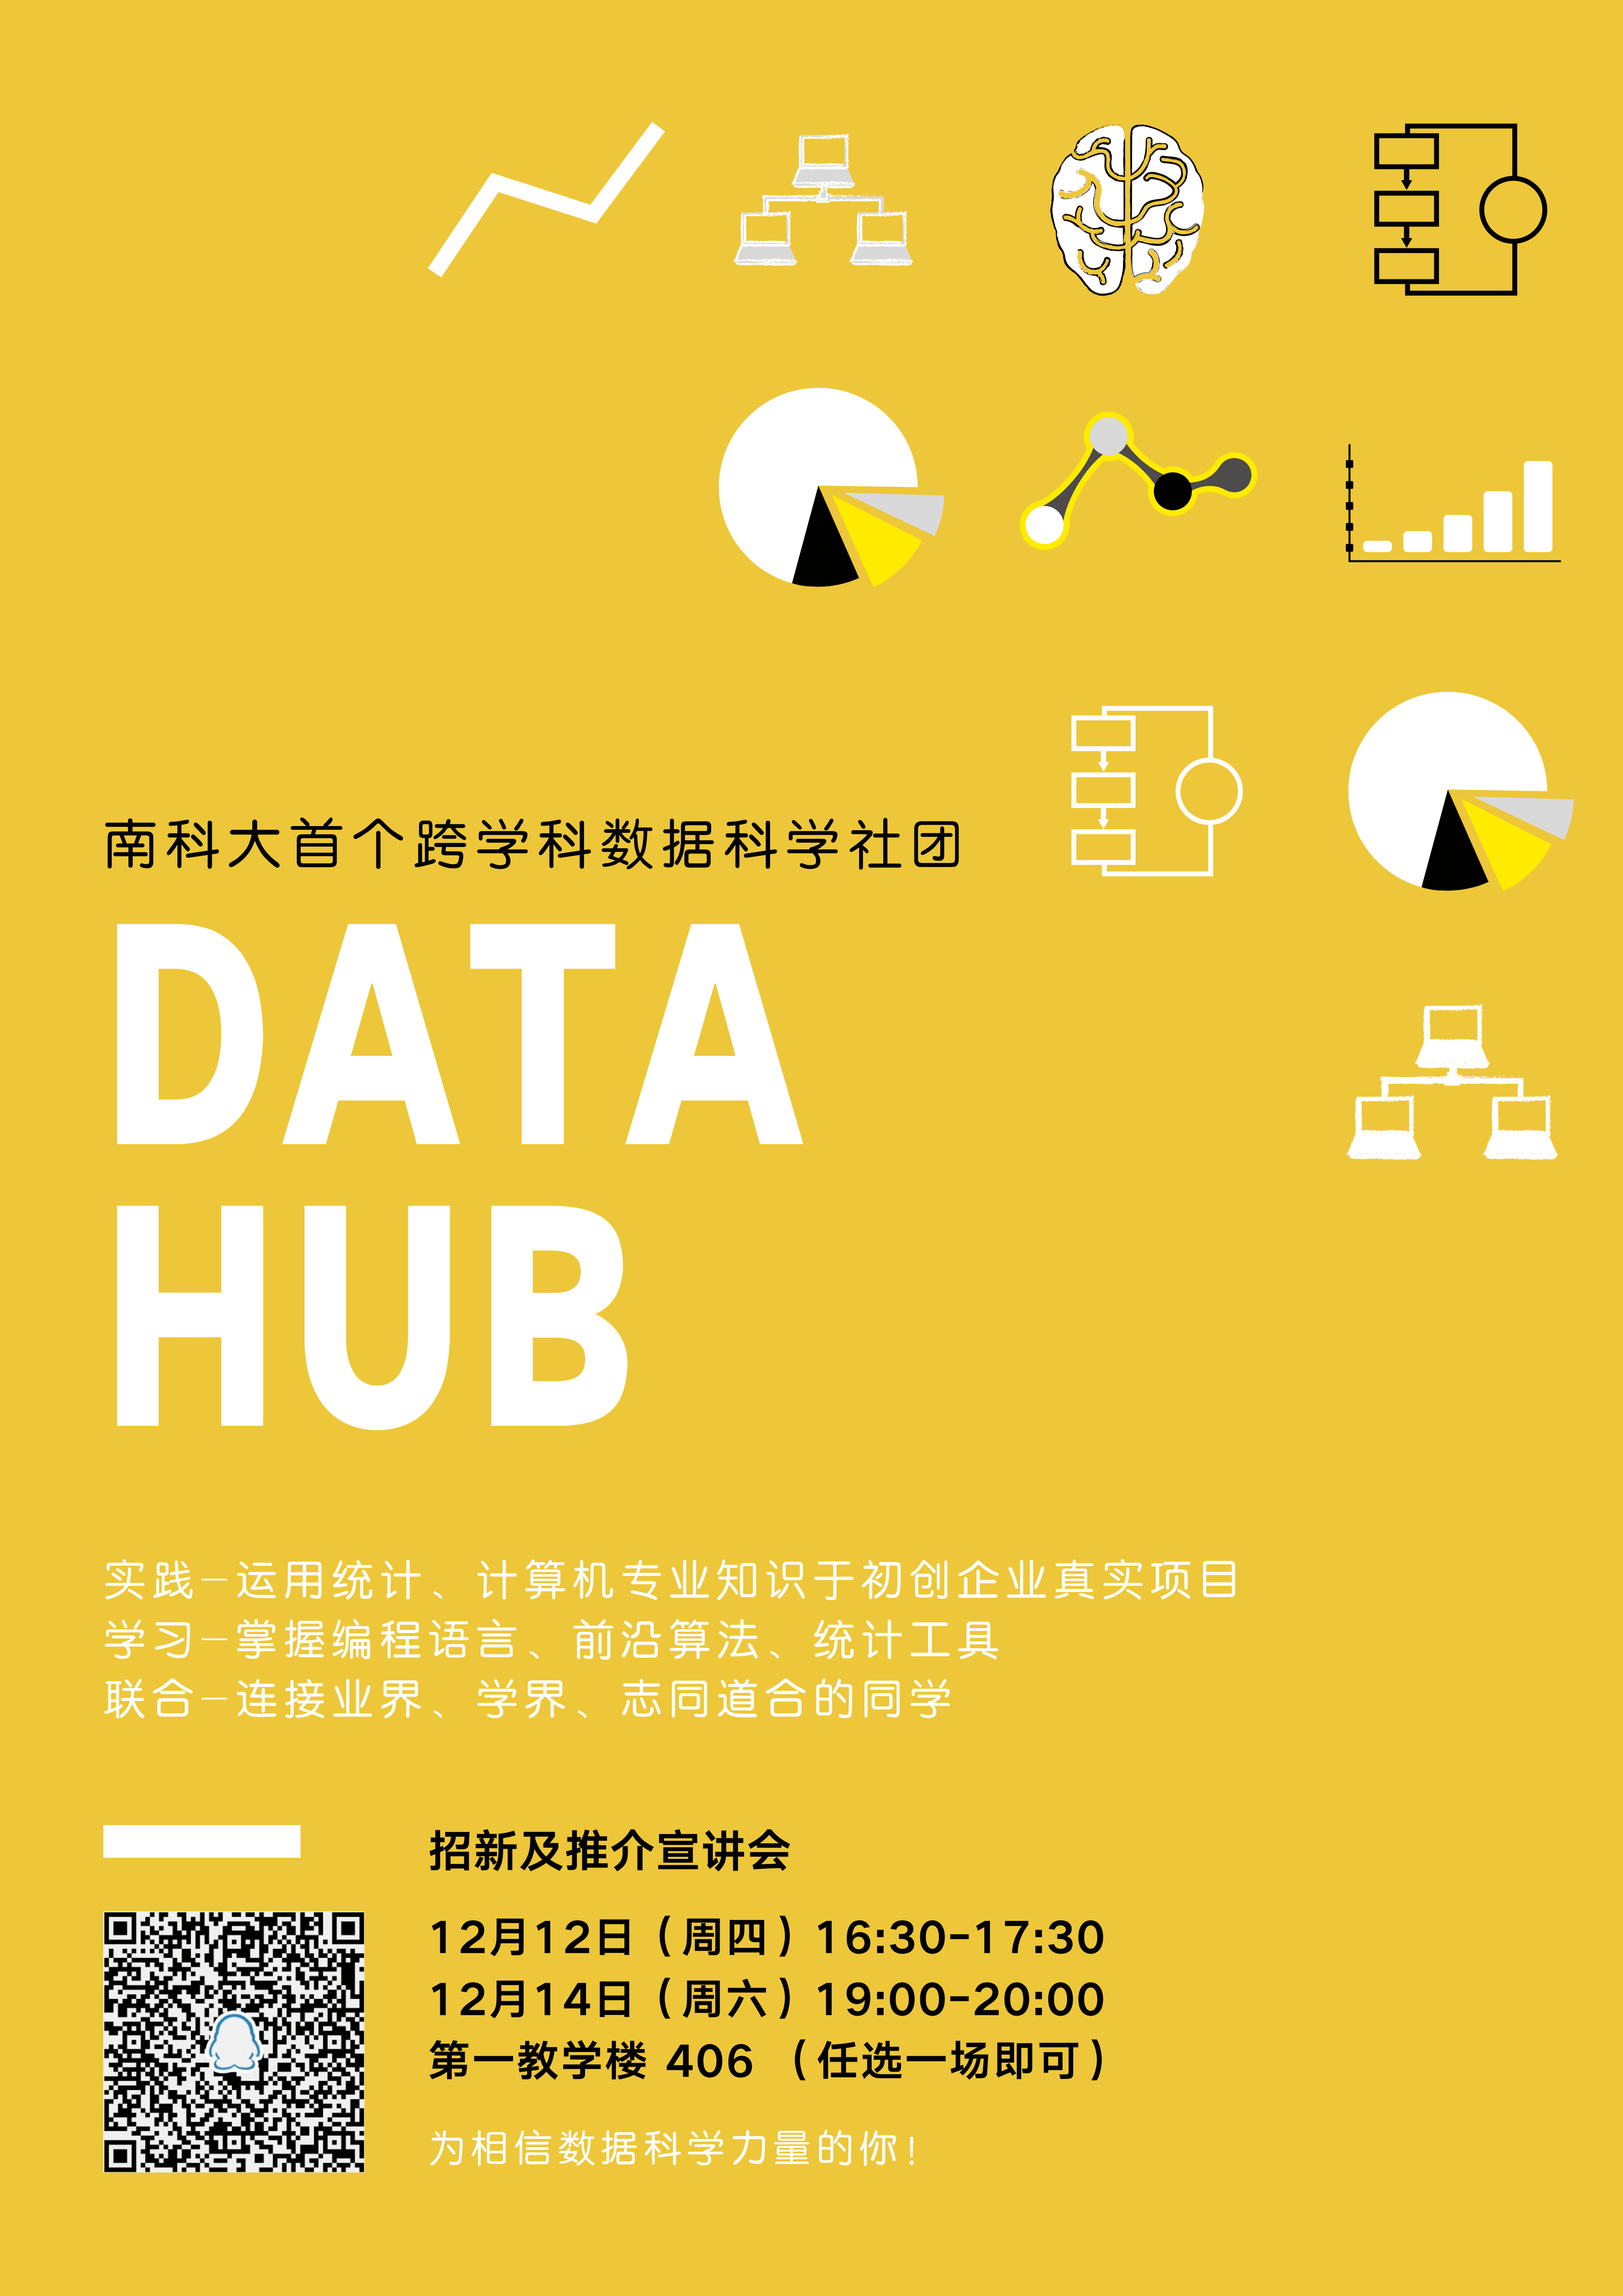 南科大首个跨学科数据科学社团
DATA
HUB
实践—运用统计、计算机专业知识于初创企业真实项目
学习—掌握编程语言、前沿算法、统计工具
联合—连接业界、学界、志同道合的同学
招新及推介宣讲会
12月12日（周四）16:30-17:30
12月14日（周六）19:00-20:00
第一教学楼 406 （任选一场即可）
为相信数据科学力量的你！